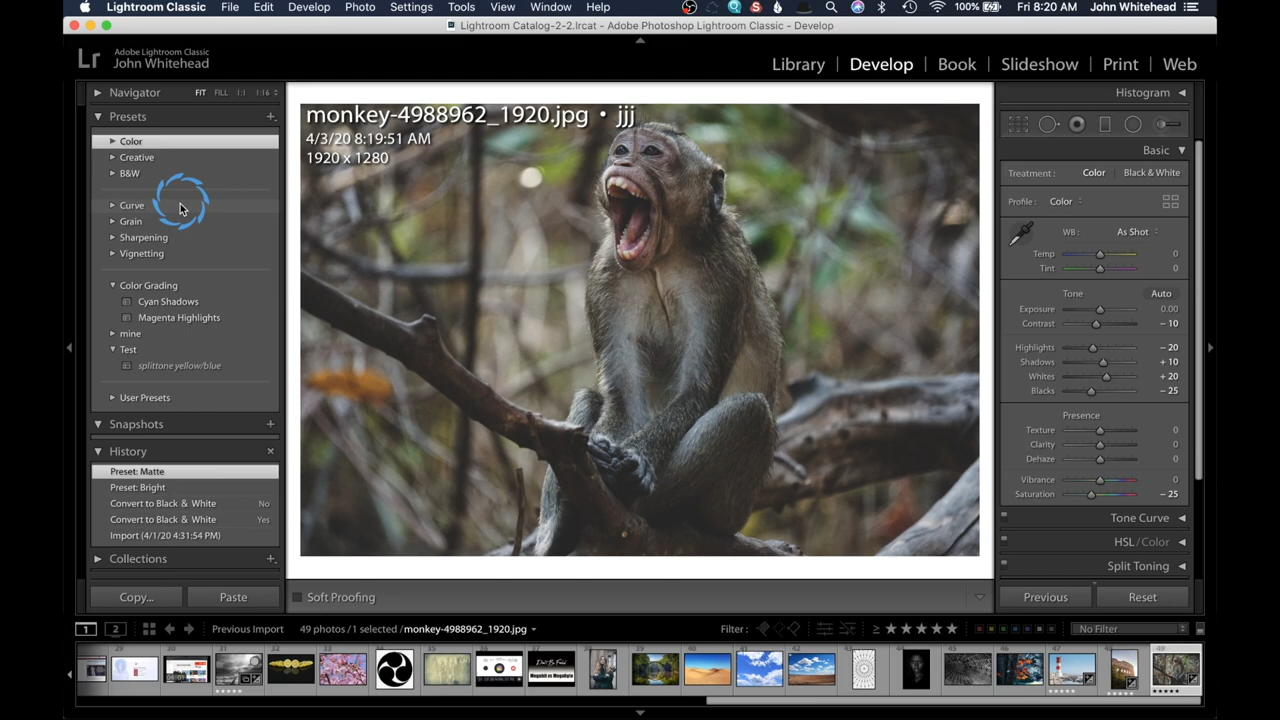 Lightroom Classic File Edit Develop Photo Settings Tools View Window Help 100% Fri 8:20 AM John Whitehead
Lightroom Catalog-2-2.lrcat - Adobe Photoshop Lightroom Classic - Develop
Lr Adobe Lightroom Classic
John Whitehead
Library | Develop | Book | Slideshow | Print | Web
Navigator FIT FILL 1:1 1:16
Presets
Color
Creative
B&W
Curve
Grain
Sharpening
Vignetting
Color Grading
Cyan Shadows
Magenta Highlights
mine
Test
splittone yellow/blue
User Presets
Snapshots
History
Preset: Matte
Preset: Bright
Convert to Black & White No
Convert to Black & White Yes
Import (4/1/20 4:31:54 PM)
Collections
Copy... Paste
monkey-4988962_1920.jpg • jjj
4/3/20 8:19:51 AM
1920 x 1280
Soft Proofing
Histogram
Basic
Treatment : Color Black & White
Profile : Color
WB : As Shot
Temp 0
Tint 0
Tone Auto
Exposure 0.00
Contrast – 10
Highlights – 20
Shadows + 10
Whites + 20
Blacks – 25
Presence
Texture 0
Clarity 0
Dehaze 0
Vibrance 0
Saturation – 25
Tone Curve
HSL / Color
Split Toning
Previous Reset
1 2 Previous Import 49 photos / 1 selected / monkey-4988962_1920.jpg Filter : ≥ ★★★★★ No Filter